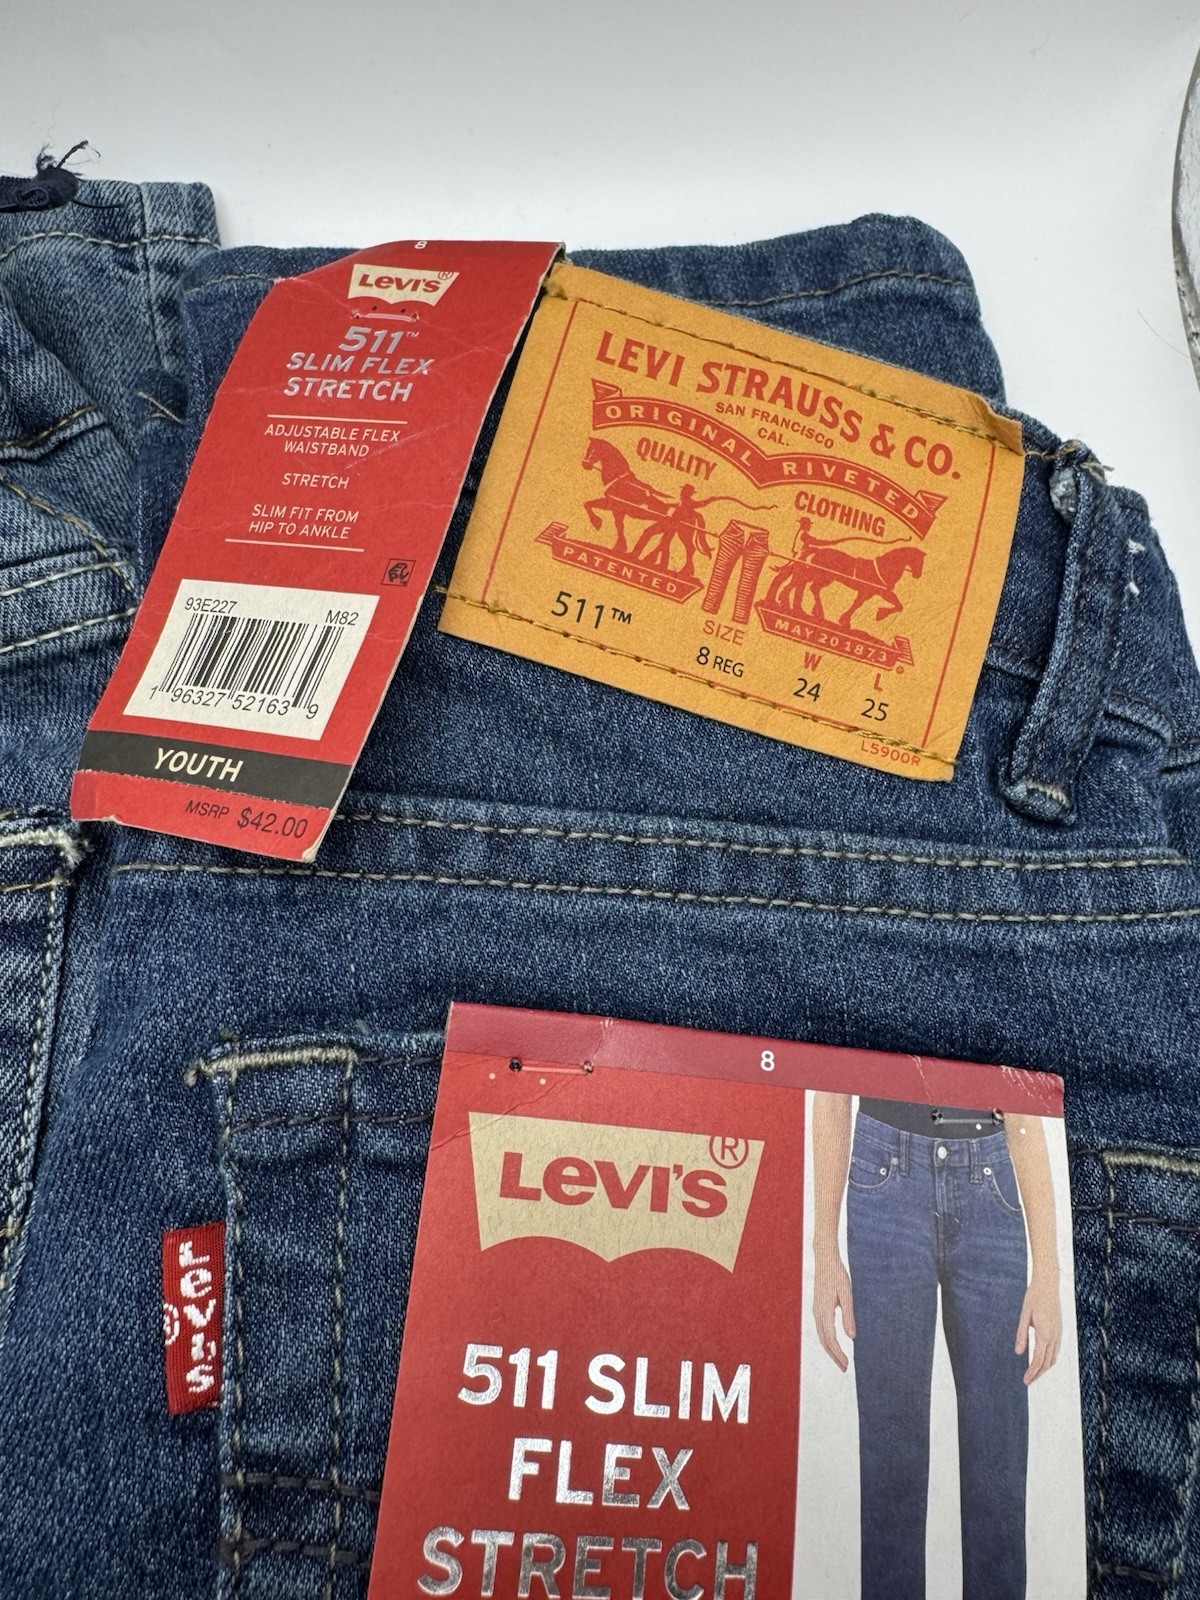 8
Levi's®
511™
SLIM FLEX
STRETCH
ADJUSTABLE FLEX
WAISTBAND
STRETCH
SLIM FIT FROM
HIP TO ANKLE
93E227 M82
1 96327 52163 9
YOUTH
MSRP $42.00
LEVI STRAUSS & CO.
SAN FRANCISCO
CAL.
ORIGINAL RIVETED
QUALITY CLOTHING
PATENTED
MAY 20 1873 ®
511™
SIZE W L
8 REG 24 25
L5900R
8
Levi's®
511 SLIM
FLEX
STRETCH
Levi's
®